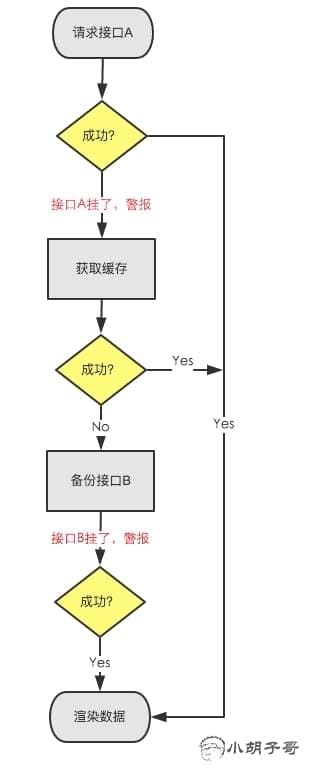 请求接口A
成功?
接口A挂了，警报
获取缓存
成功?
Yes
No
Yes
备份接口B
接口B挂了，警报
成功?
Yes
渲染数据
小胡子哥